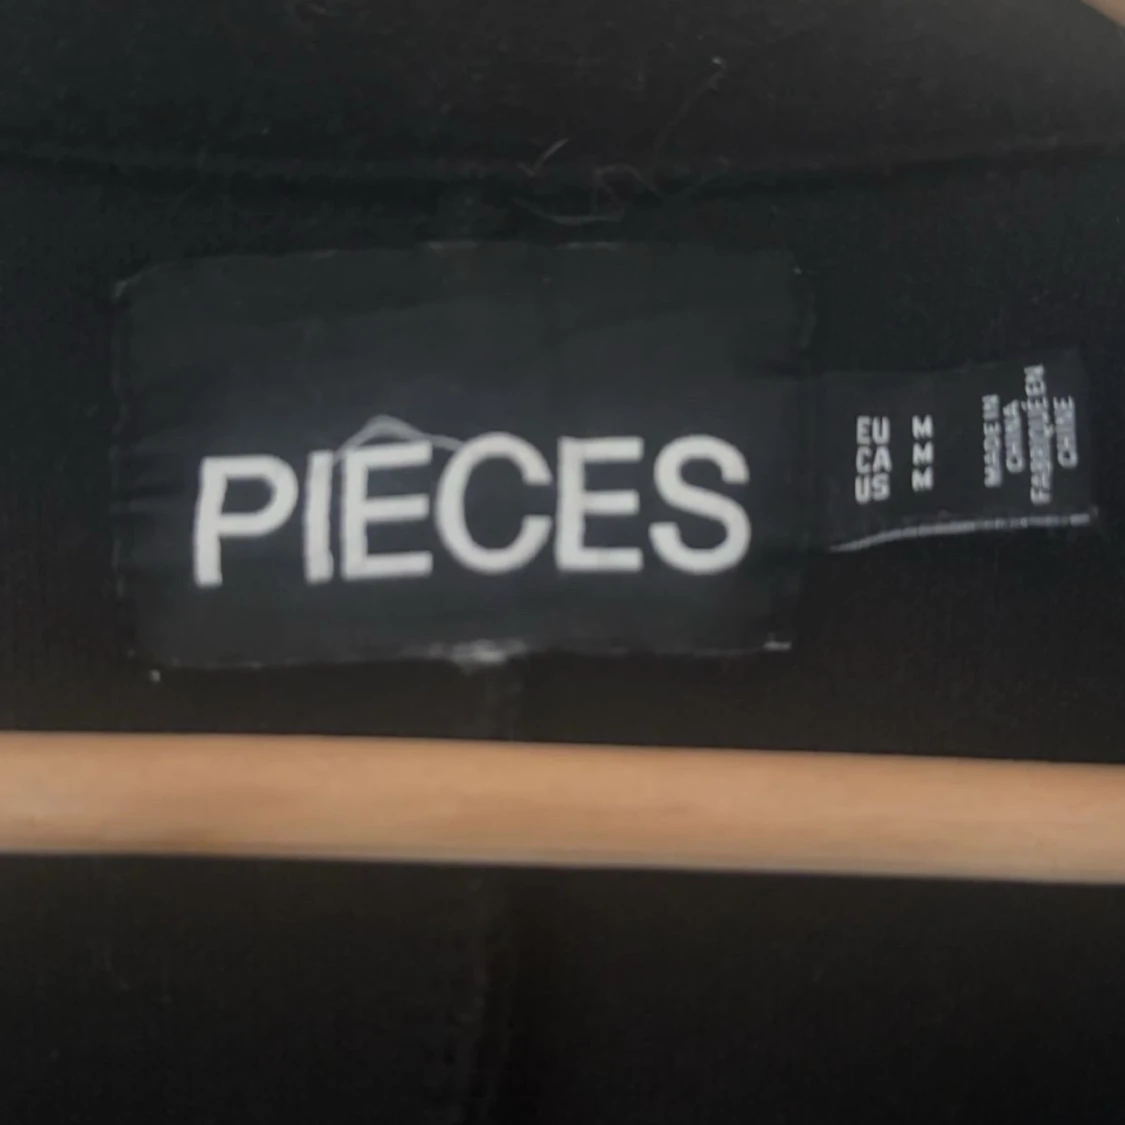 PIECES
EU M
CA M
US M
MADE IN
CHINA
FABRIQUÉ EN
CHINE